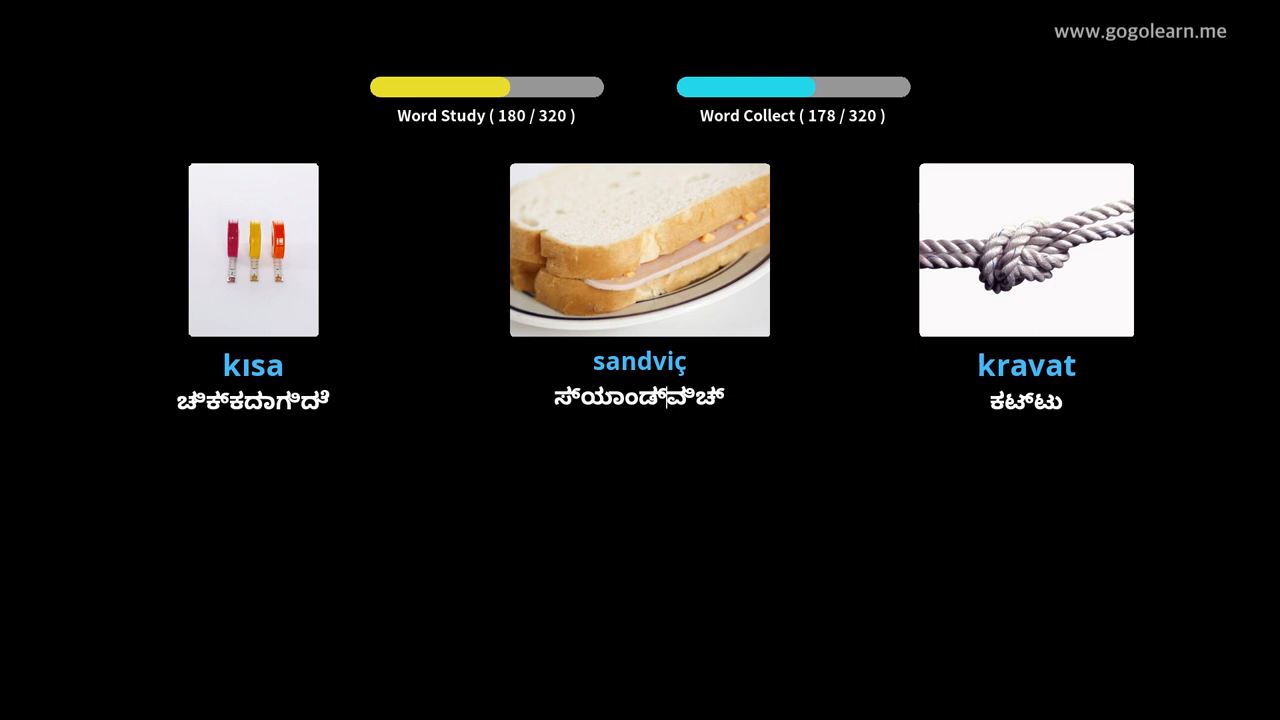 www.gogolearn.me
Word Study ( 180 / 320 )
Word Collect ( 178 / 320 )
kısa
ಚಿಕ್ಕದಾಗಿದೆ
sandviç
ಸ್ಯಾಂಡ್‌ವಿಚ್
kravat
ಕಟ್ಟು